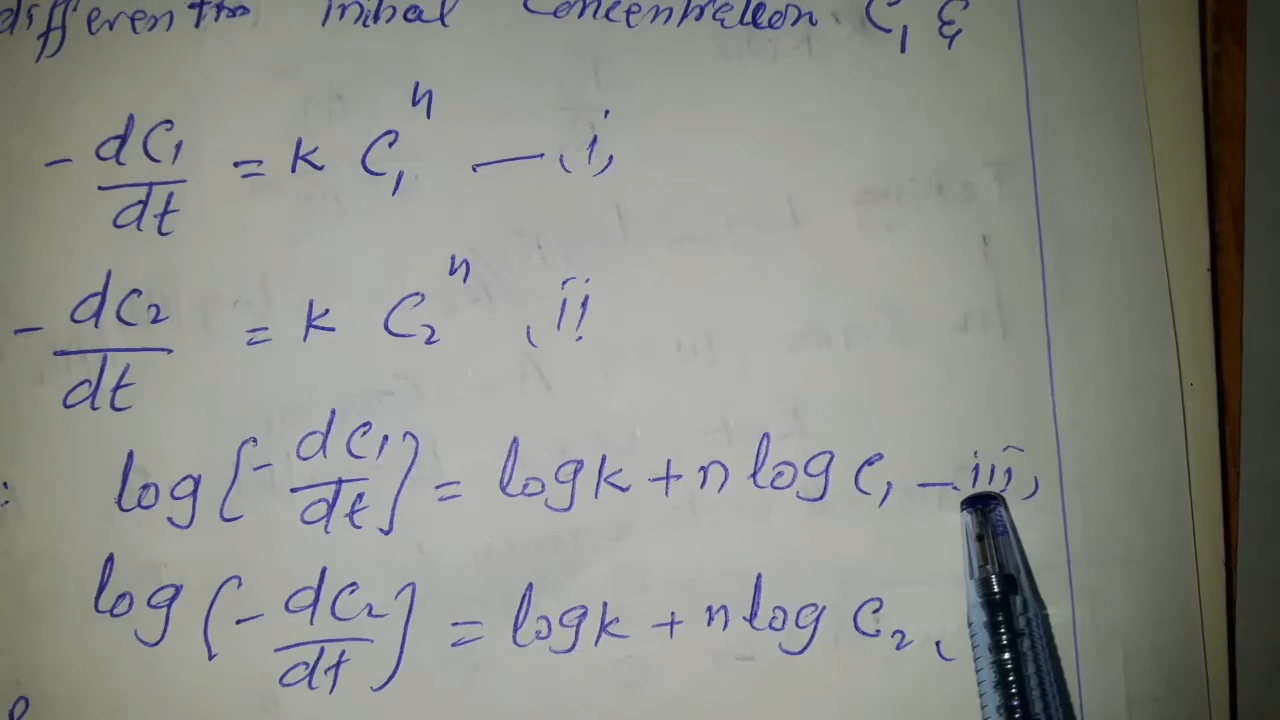 initial concentration C₁ &
- dC₁/dt = k C₁ⁿ — (i)
- dC₂/dt = k C₂ⁿ (ii
log [- dC₁/dt] = log k + n log C₁ — iii)
log (- dC₂/dt] = log k + n log C₂ (